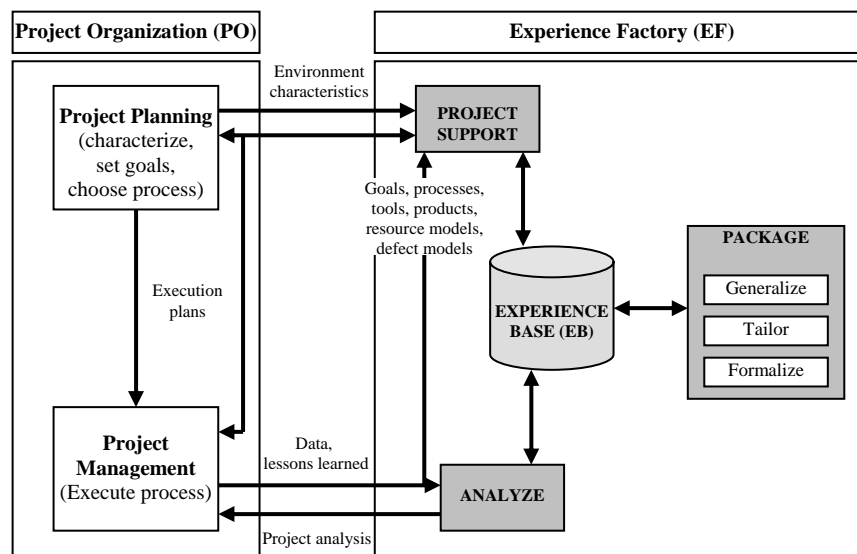 Project Organization (PO)
Experience Factory (EF)
Project Planning
(characterize,
set goals,
choose process)
Environment
characteristics
PROJECT
SUPPORT
Goals, processes,
tools, products,
resource models,
defect models
Execution
plans
EXPERIENCE
BASE (EB)
PACKAGE
Generalize
Tailor
Formalize
Project
Management
(Execute process)
Data,
lessons learned
ANALYZE
Project analysis